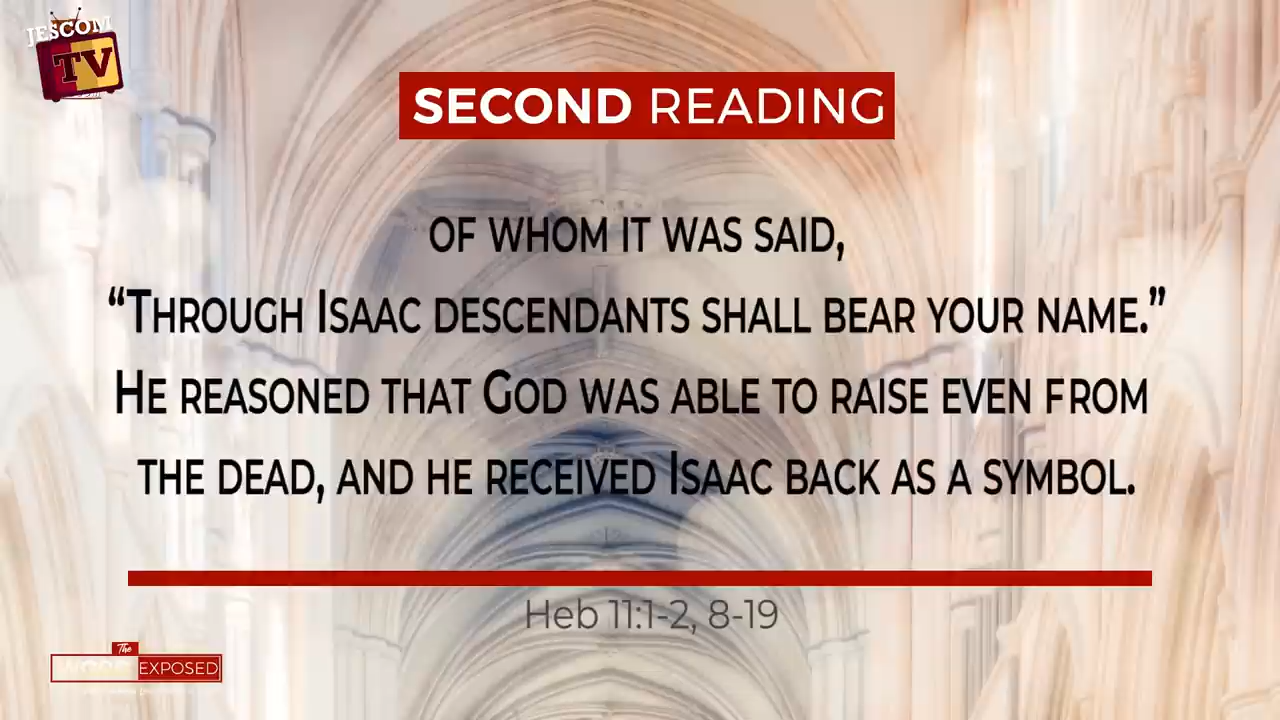 JESCOM
TV
SECOND READING
OF WHOM IT WAS SAID,
“THROUGH ISAAC DESCENDANTS SHALL BEAR YOUR NAME.”
HE REASONED THAT GOD WAS ABLE TO RAISE EVEN FROM
THE DEAD, AND HE RECEIVED ISAAC BACK AS A SYMBOL.
Heb 11:1-2, 8-19
The
WORD EXPOSED